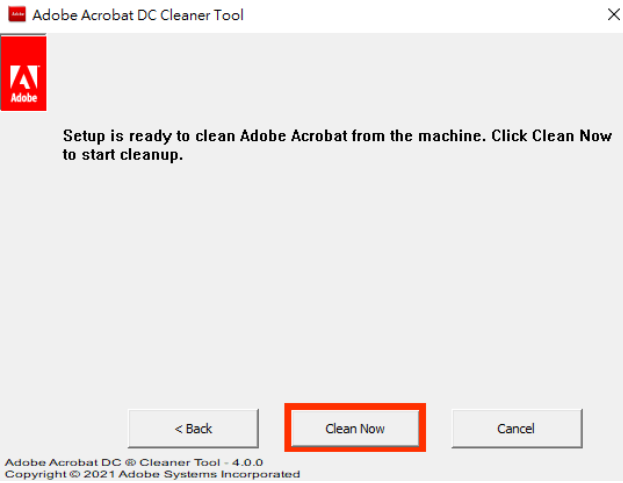 Adobe Acrobat DC Cleaner Tool
Adobe
Setup is ready to clean Adobe Acrobat from the machine. Click Clean Now
to start cleanup.
< Back
Clean Now
Cancel
Adobe Acrobat DC ® Cleaner Tool - 4.0.0
Copyright © 2021 Adobe Systems Incorporated